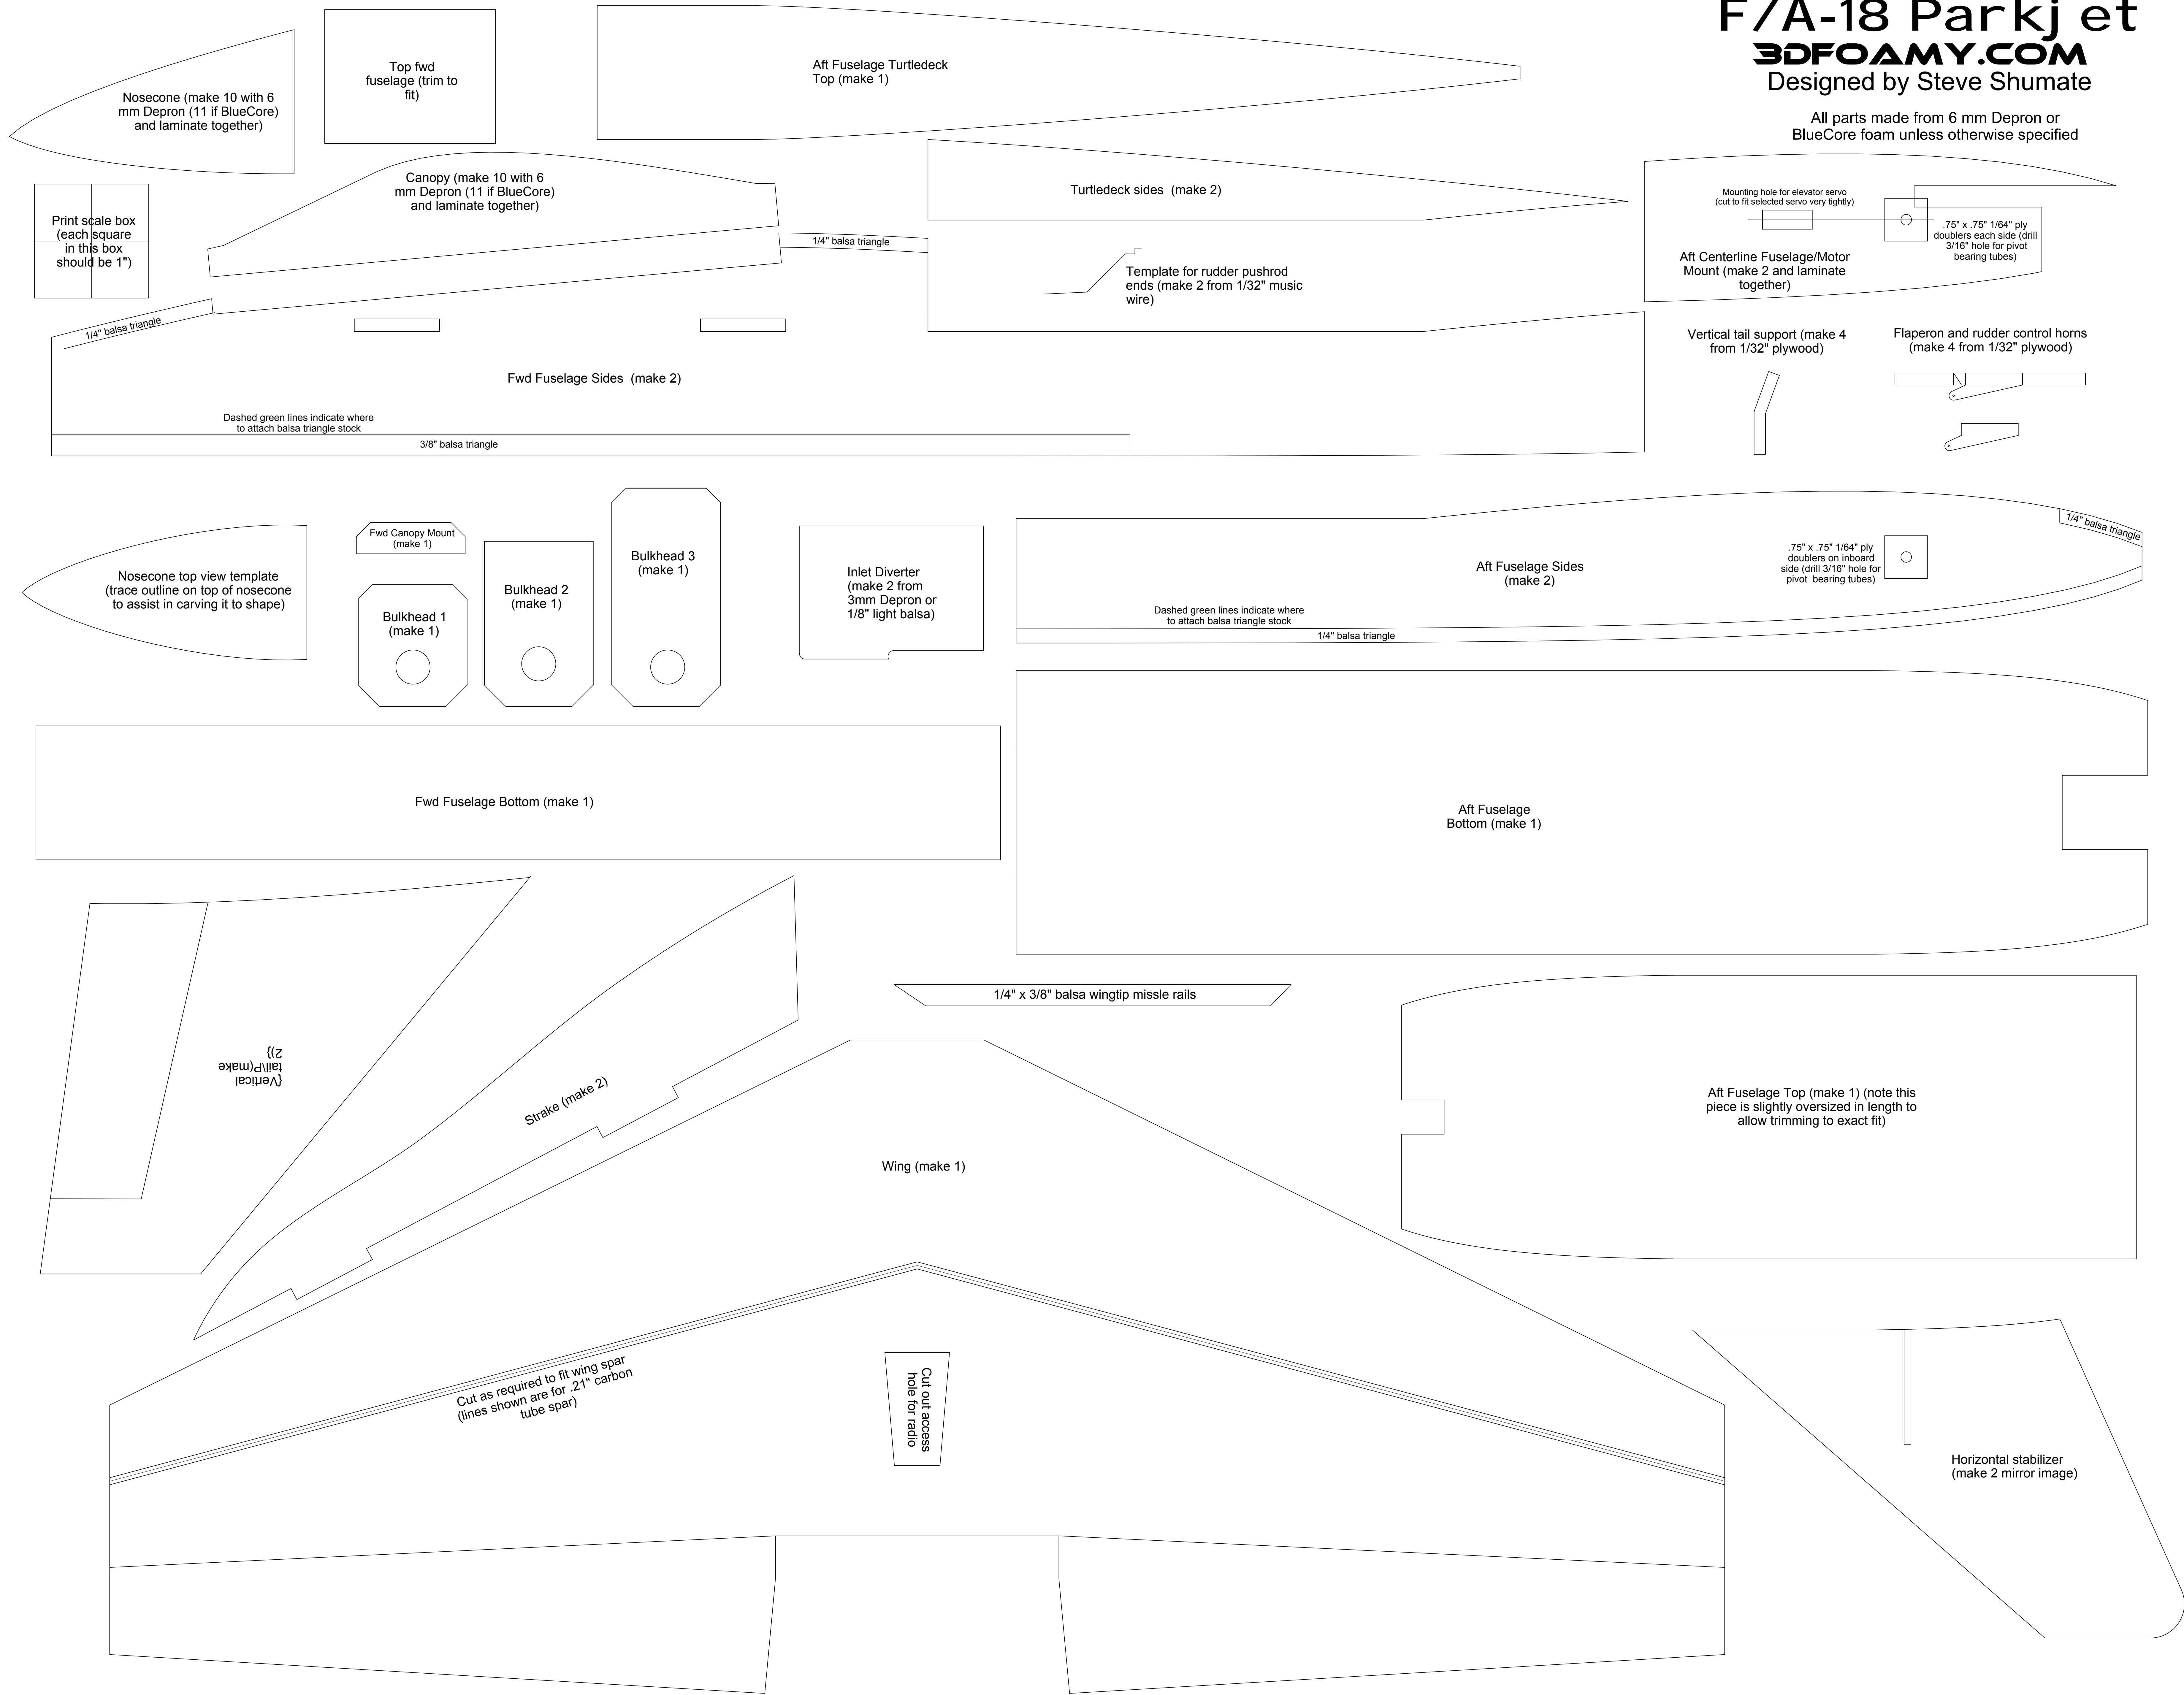 F/A-18 Parkjet
3DFOAMY.COM
Designed by Steve Shumate
All parts made from 6 mm Depron or
BlueCore foam unless otherwise specified
Nosecone (make 10 with 6
mm Depron (11 if BlueCore)
and laminate together)
Top fwd
fuselage (trim to
fit)
Aft Fuselage Turtledeck
Top (make 1)
Print scale box
(each square
in this box
should be 1")
Canopy (make 10 with 6
mm Depron (11 if BlueCore)
and laminate together)
Turtledeck sides  (make 2)
1/4" balsa triangle
Template for rudder pushrod
ends (make 2 from 1/32" music
wire)
Mounting hole for elevator servo
(cut to fit selected servo very tightly)
.75" x .75" 1/64" ply
doublers each side (drill
3/16" hole for pivot
bearing tubes)
Aft Centerline Fuselage/Motor
Mount (make 2 and laminate
together)
1/4" balsa triangle
Fwd Fuselage Sides  (make 2)
Dashed green lines indicate where
to attach balsa triangle stock
3/8" balsa triangle
Vertical tail support (make 4
from 1/32" plywood)
Flaperon and rudder control horns
(make 4 from 1/32" plywood)
Nosecone top view template
(trace outline on top of nosecone
to assist in carving it to shape)
Fwd Canopy Mount
(make 1)
Bulkhead 1
(make 1)
Bulkhead 2
(make 1)
Bulkhead 3
(make 1)
Inlet Diverter
(make 2 from
3mm Depron or
1/8" light balsa)
Aft Fuselage Sides
(make 2)
.75" x .75" 1/64" ply
doublers on inboard
side (drill 3/16" hole for
pivot  bearing tubes)
1/4" balsa triangle
Dashed green lines indicate where
to attach balsa triangle stock
1/4" balsa triangle
Fwd Fuselage Bottom (make 1)
Aft Fuselage
Bottom (make 1)
{Vertical
tail\P(make
2)}
Strake (make 2)
1/4" x 3/8" balsa wingtip missle rails
Wing (make 1)
Aft Fuselage Top (make 1) (note this
piece is slightly oversized in length to
allow trimming to exact fit)
Cut as required to fit wing spar
(lines shown are for .21" carbon
tube spar)
Cut out access
hole for radio
Horizontal stabilizer
(make 2 mirror image)